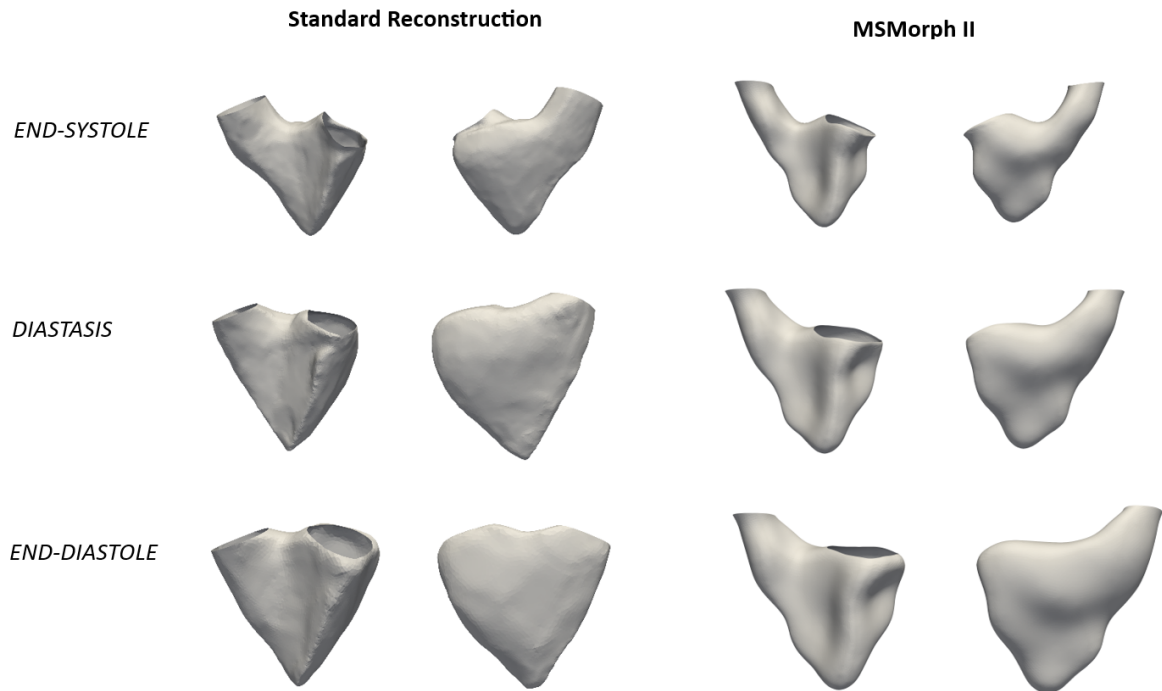 Standard Reconstruction
MSMorph II
END-SYSTOLE
DIASTASIS
END-DIASTOLE